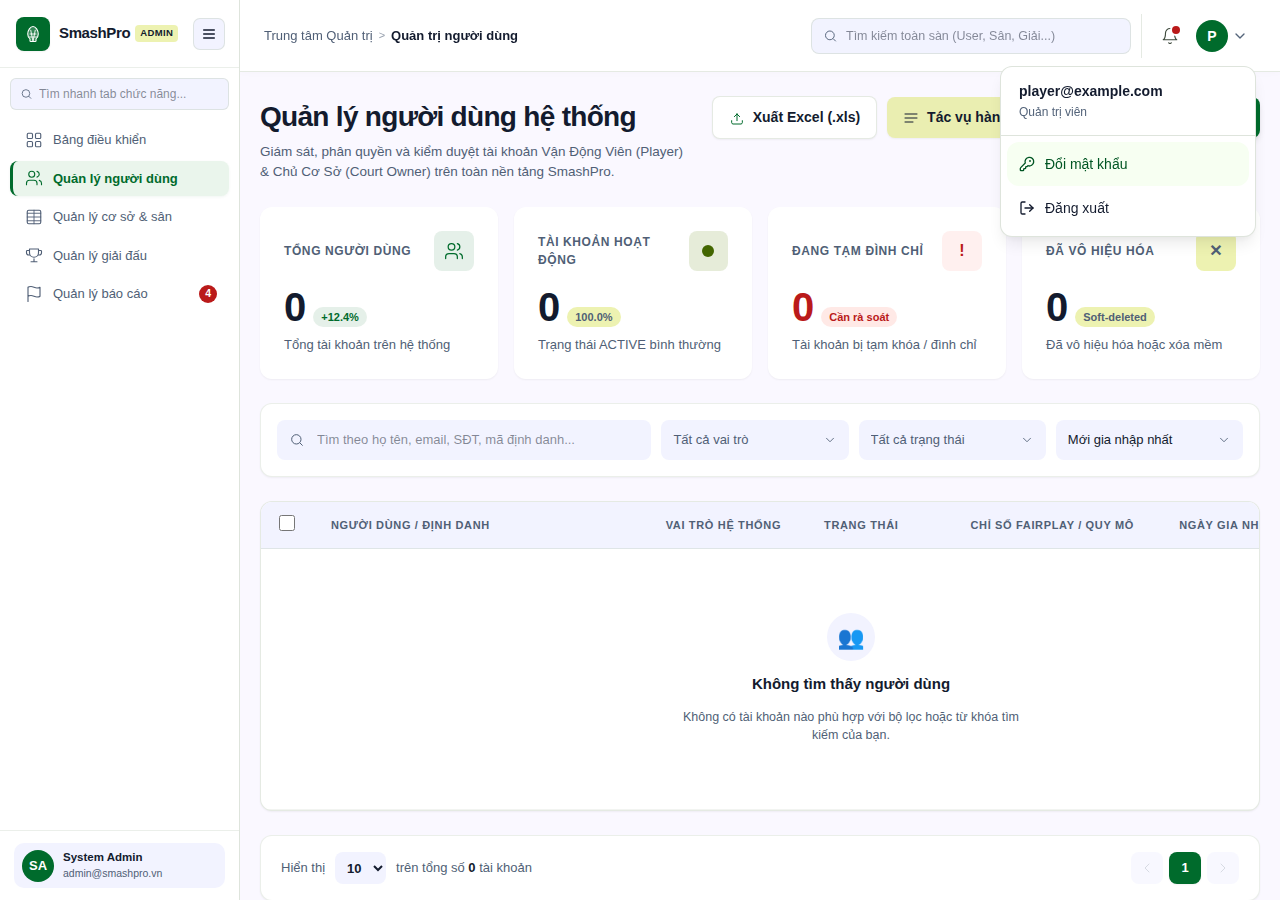 SmashPro ADMIN
Trung tâm Quản trị > Quản trị người dùng
Tìm kiếm toàn sàn (User, Sân, Giải...)
P
Tìm nhanh tab chức năng...
Bảng điều khiển
Quản lý người dùng
Quản lý cơ sở & sân
Quản lý giải đấu
Quản lý báo cáo 4
SA
System Admin
admin@smashpro.vn
player@example.com
Quản trị viên
Đổi mật khẩu
Đăng xuất
Quản lý người dùng hệ thống
Giám sát, phân quyền và kiểm duyệt tài khoản Vận Động Viên (Player)
& Chủ Cơ Sở (Court Owner) trên toàn nền tảng SmashPro.
Xuất Excel (.xls)
Tác vụ hàn
TỔNG NGƯỜI DÙNG
0 +12.4%
Tổng tài khoản trên hệ thống
TÀI KHOẢN HOẠT
ĐỘNG
0 100.0%
Trạng thái ACTIVE bình thường
ĐANG TẠM ĐÌNH CHỈ
!
0 Cần rà soát
Tài khoản bị tạm khóa / đình chỉ
ĐÃ VÔ HIỆU HÓA
✕
0 Soft-deleted
Đã vô hiệu hóa hoặc xóa mềm
Tìm theo họ tên, email, SĐT, mã định danh...
Tất cả vai trò
Tất cả trạng thái
Mới gia nhập nhất
NGƯỜI DÙNG / ĐỊNH DANH VAI TRÒ HỆ THỐNG TRẠNG THÁI CHỈ SỐ FAIRPLAY / QUY MÔ NGÀY GIA NH
Không tìm thấy người dùng
Không có tài khoản nào phù hợp với bộ lọc hoặc từ khóa tìm
kiếm của bạn.
Hiển thị 10 trên tổng số 0 tài khoản
1